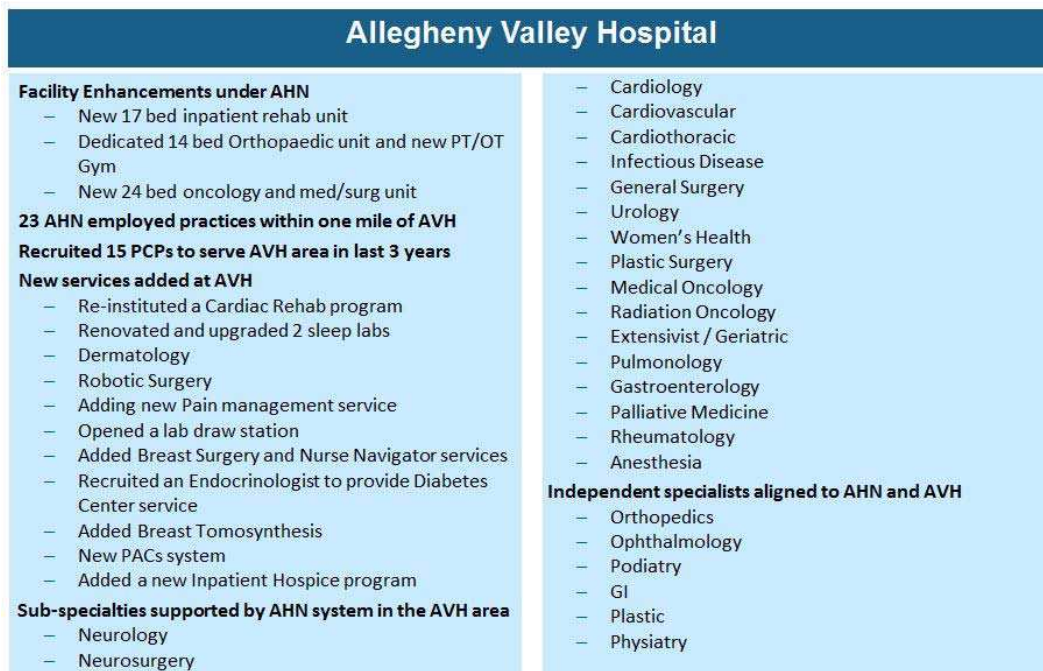 Allegheny Valley Hospital
Facility Enhancements under AHN
– New 17 bed inpatient rehab unit
– Dedicated 14 bed Orthopaedic unit and new PT/OT
Gym
– New 24 bed oncology and med/surg unit
23 AHN employed practices within one mile of AVH
Recruited 15 PCPs to serve AVH area in last 3 years
New services added at AVH
– Re-instituted a Cardiac Rehab program
– Renovated and upgraded 2 sleep labs
– Dermatology
– Robotic Surgery
– Adding new Pain management service
– Opened a lab draw station
– Added Breast Surgery and Nurse Navigator services
– Recruited an Endocrinologist to provide Diabetes
Center service
– Added Breast Tomosynthesis
– New PACs system
– Added a new Inpatient Hospice program
Sub-specialties supported by AHN system in the AVH area
– Neurology
– Neurosurgery
– Cardiology
– Cardiovascular
– Cardiothoracic
– Infectious Disease
– General Surgery
– Urology
– Women's Health
– Plastic Surgery
– Medical Oncology
– Radiation Oncology
– Extensivist / Geriatric
– Pulmonology
– Gastroenterology
– Palliative Medicine
– Rheumatology
– Anesthesia
Independent specialists aligned to AHN and AVH
– Orthopedics
– Ophthalmology
– Podiatry
– GI
– Plastic
– Physiatry